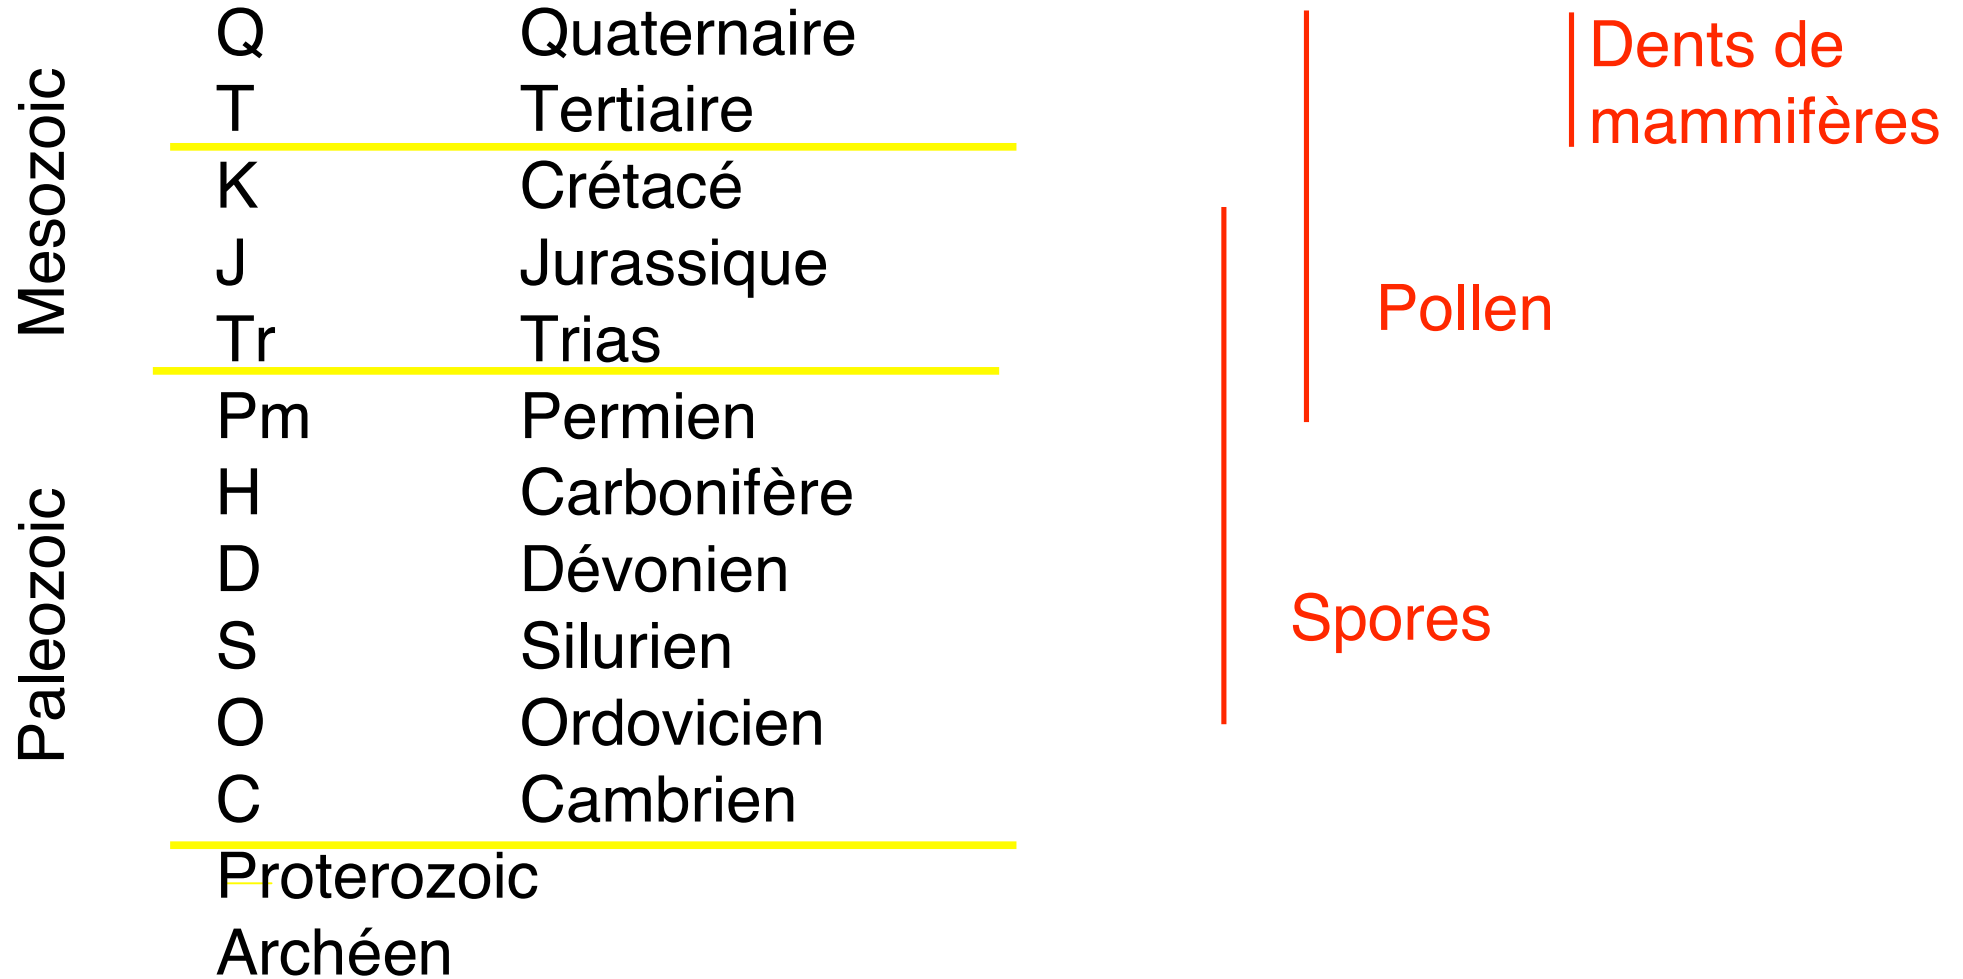 Mesozoic
Paleozoic
Q Quaternaire
T Tertiaire
K Crétacé
J Jurassique
Tr Trias
Pm Permien
H Carbonifère
D Dévonien
S Silurien
O Ordovicien
C Cambrien
Proterozoic
Archéen
Dents de
mammifères
Pollen
Spores